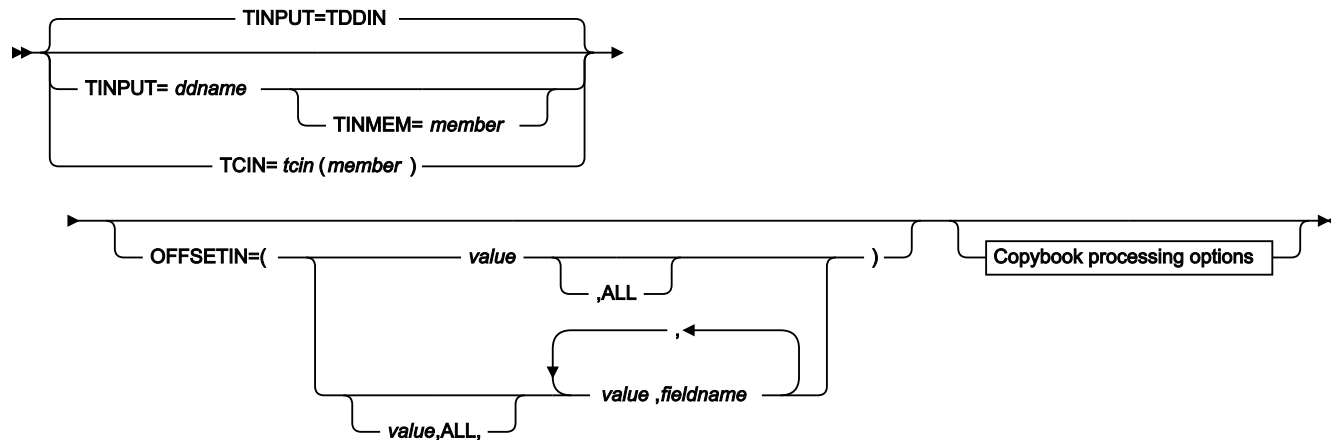 TINPUT=TDDIN
TINPUT= ddname
TINMEM= member
TCIN= tcin ( member )
OFFSETIN=( value )
,ALL
,
value ,fieldname
value,ALL,
Copybook processing options